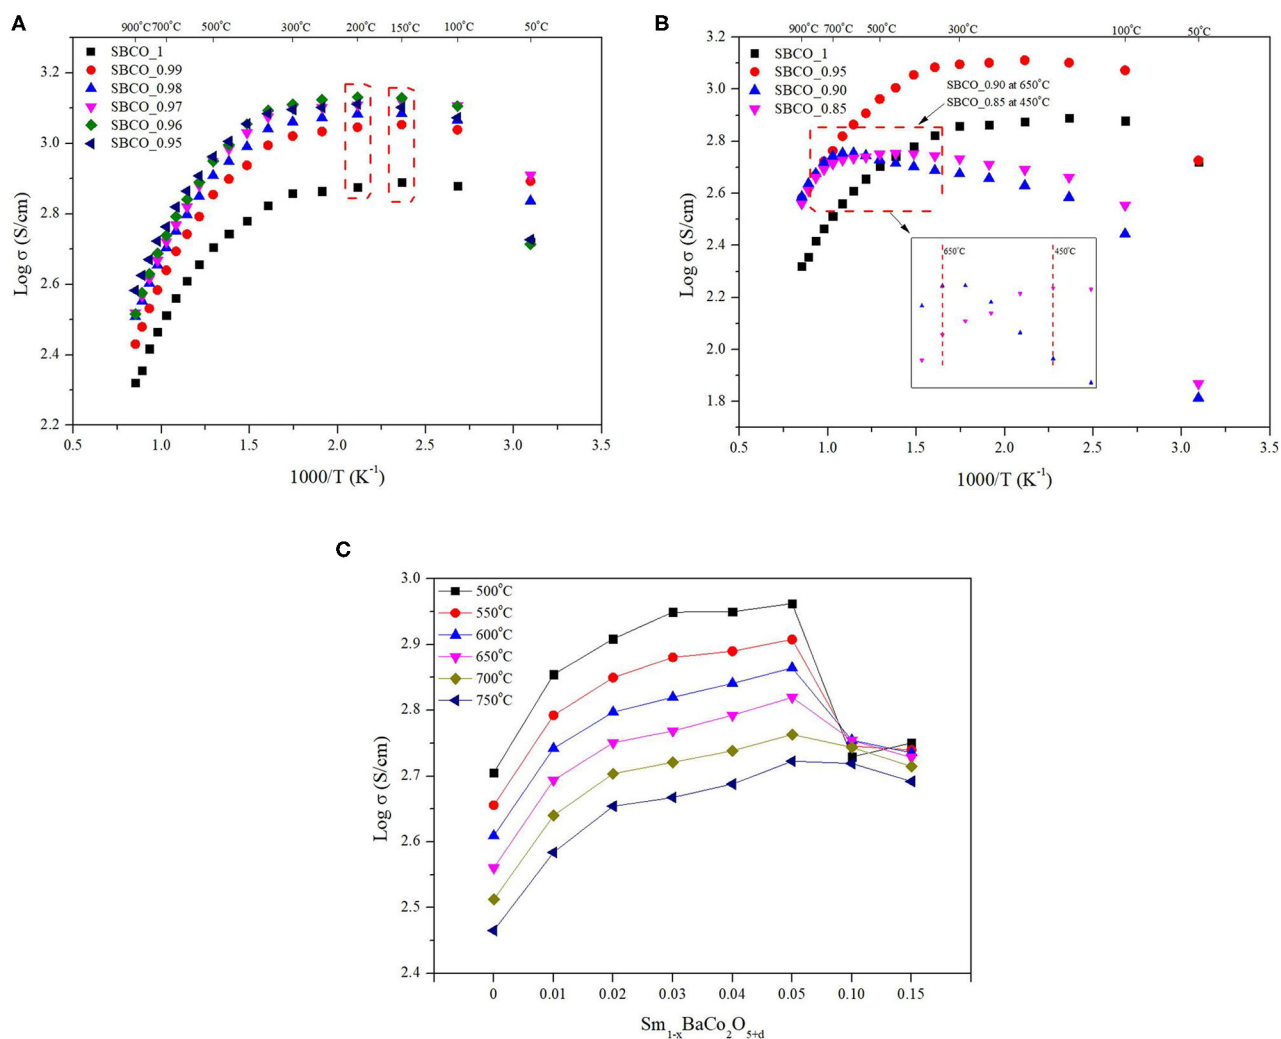 A
900°C 700°C 500°C 300°C 200°C 150°C 100°C 50°C
SBCO_1
SBCO_0.99
SBCO_0.98
SBCO_0.97
SBCO_0.96
SBCO_0.95
3.2
3.0
2.8
2.6
2.4
2.2
Log σ (S/cm)
0.5 1.0 1.5 2.0 2.5 3.0 3.5
1000/T (K⁻¹)
B
900°C 700°C 500°C 300°C 100°C 50°C
SBCO_1
SBCO_0.95
SBCO_0.90
SBCO_0.85
SBCO_0.90 at 650°C
SBCO_0.85 at 450°C
650°C
450°C
3.2
3.0
2.8
2.6
2.4
2.2
2.0
1.8
Log σ (S/cm)
0.5 1.0 1.5 2.0 2.5 3.0 3.5
1000/T (K⁻¹)
C
500°C
550°C
600°C
650°C
700°C
750°C
3.0
2.9
2.8
2.7
2.6
2.5
2.4
Log σ (S/cm)
0 0.01 0.02 0.03 0.04 0.05 0.10 0.15
Sm₁₋ₓBaCo₂O₅₊d